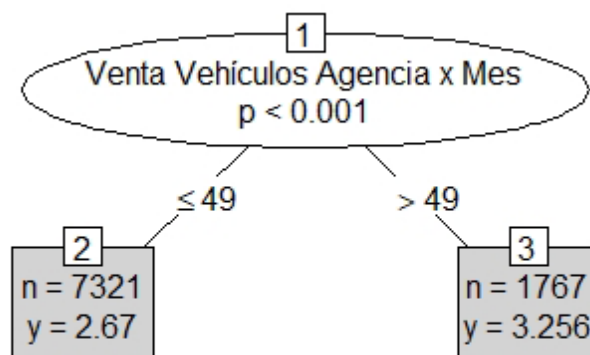 1
Venta Vehículos Agencia x Mes
p < 0.001
≤ 49
> 49
2
n = 7321
y = 2.67
3
n = 1767
y = 3.256